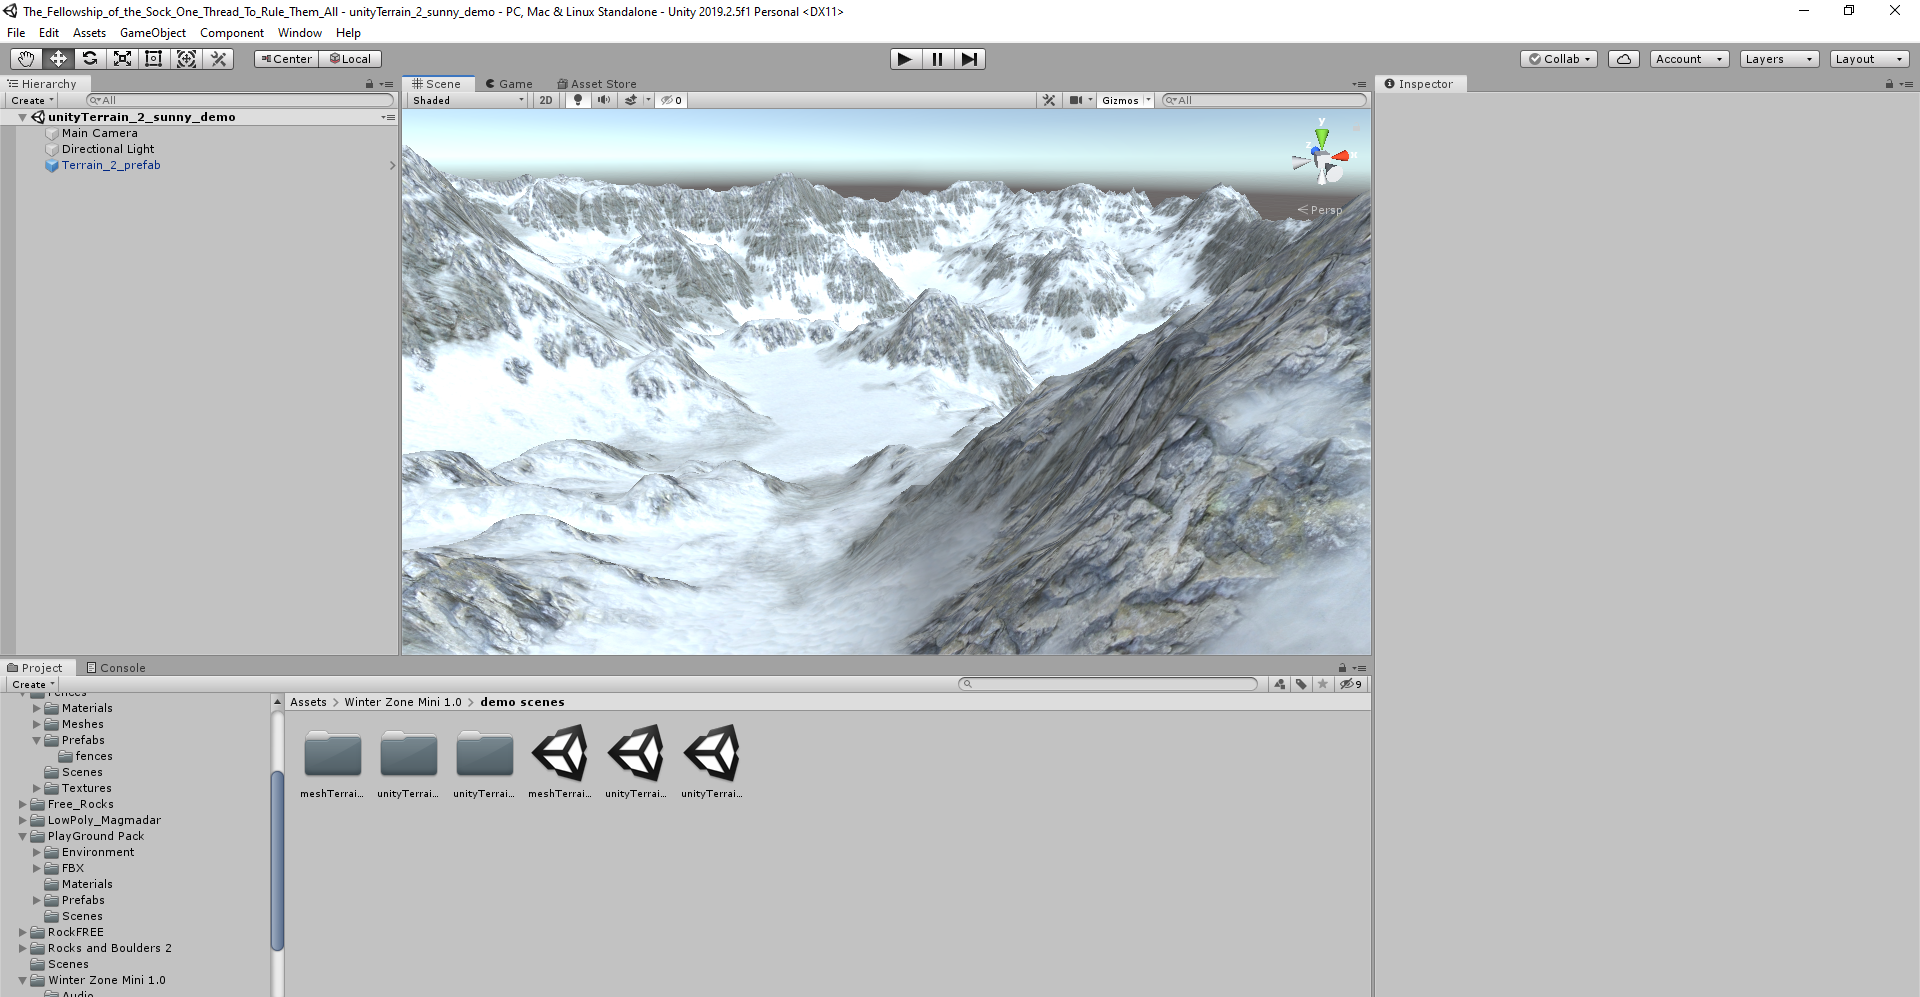 The_Fellowship_of_the_Sock_One_Thread_To_Rule_Them_All - unityTerrain_2_sunny_demo - PC, Mac & Linux Standalone - Unity 2019.2.5f1 Personal <DX11>
File Edit Assets GameObject Component Window Help
Center Local Collab Account Layers Layout
Hierarchy
Create All
unityTerrain_2_sunny_demo
Main Camera
Directional Light
Terrain_2_prefab
Scene Game Asset Store
Shaded 2D 0 Gizmos All
y
z x
Persp
Inspector
Project Console
Create
9
Fences
Materials
Meshes
Prefabs
fences
Scenes
Textures
Free_Rocks
LowPoly_Magmadar
PlayGround Pack
Environment
FBX
Materials
Prefabs
Scenes
RockFREE
Rocks and Boulders 2
Scenes
Winter Zone Mini 1.0
Audio
Assets > Winter Zone Mini 1.0 > demo scenes
meshTerrai... unityTerrai... unityTerrai... meshTerrai... unityTerrai... unityTerrai...